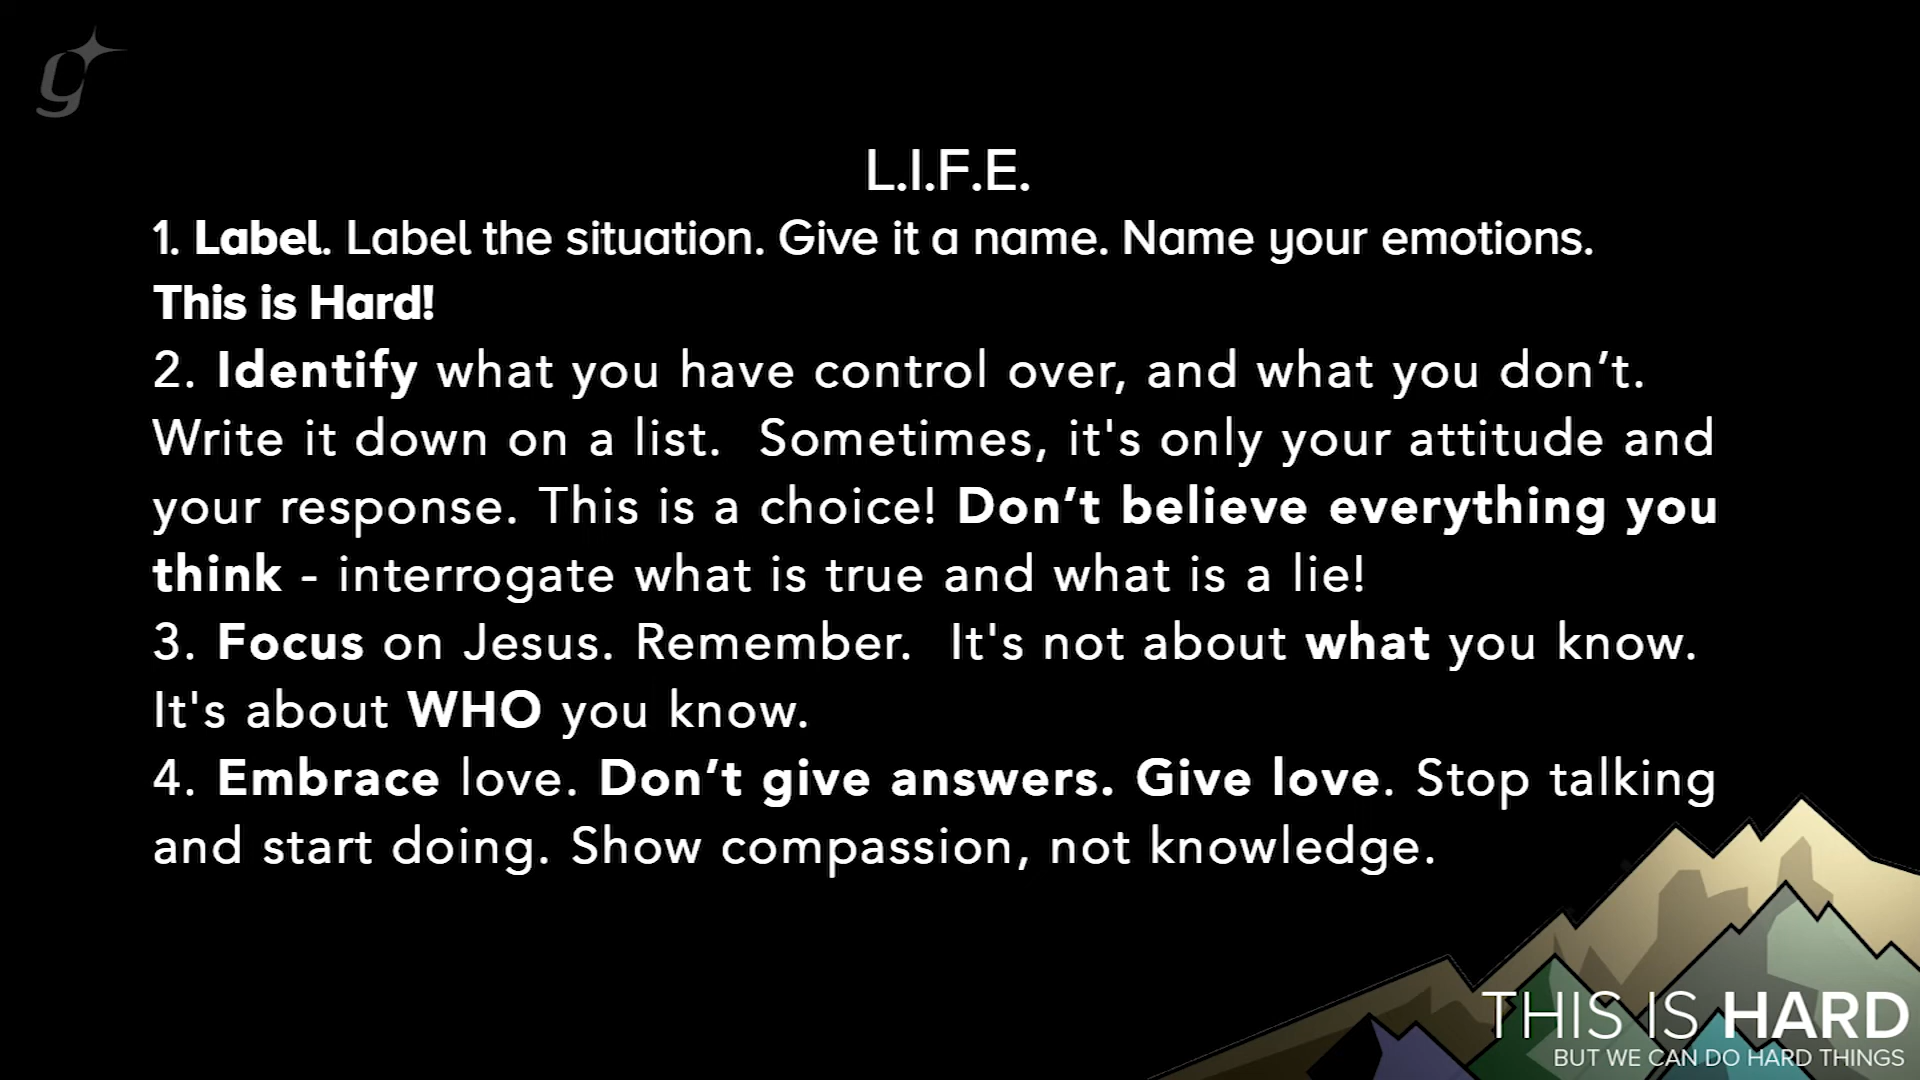 g
L.I.F.E.
1. Label. Label the situation. Give it a name. Name your emotions.
This is Hard!
2. Identify what you have control over, and what you don’t.
Write it down on a list.  Sometimes, it's only your attitude and
your response. This is a choice! Don’t believe everything you
think - interrogate what is true and what is a lie!
3. Focus on Jesus. Remember.  It's not about what you know.
It's about WHO you know.
4. Embrace love. Don’t give answers. Give love. Stop talking
and start doing. Show compassion, not knowledge.
THIS IS HARD
BUT WE CAN DO HARD THINGS